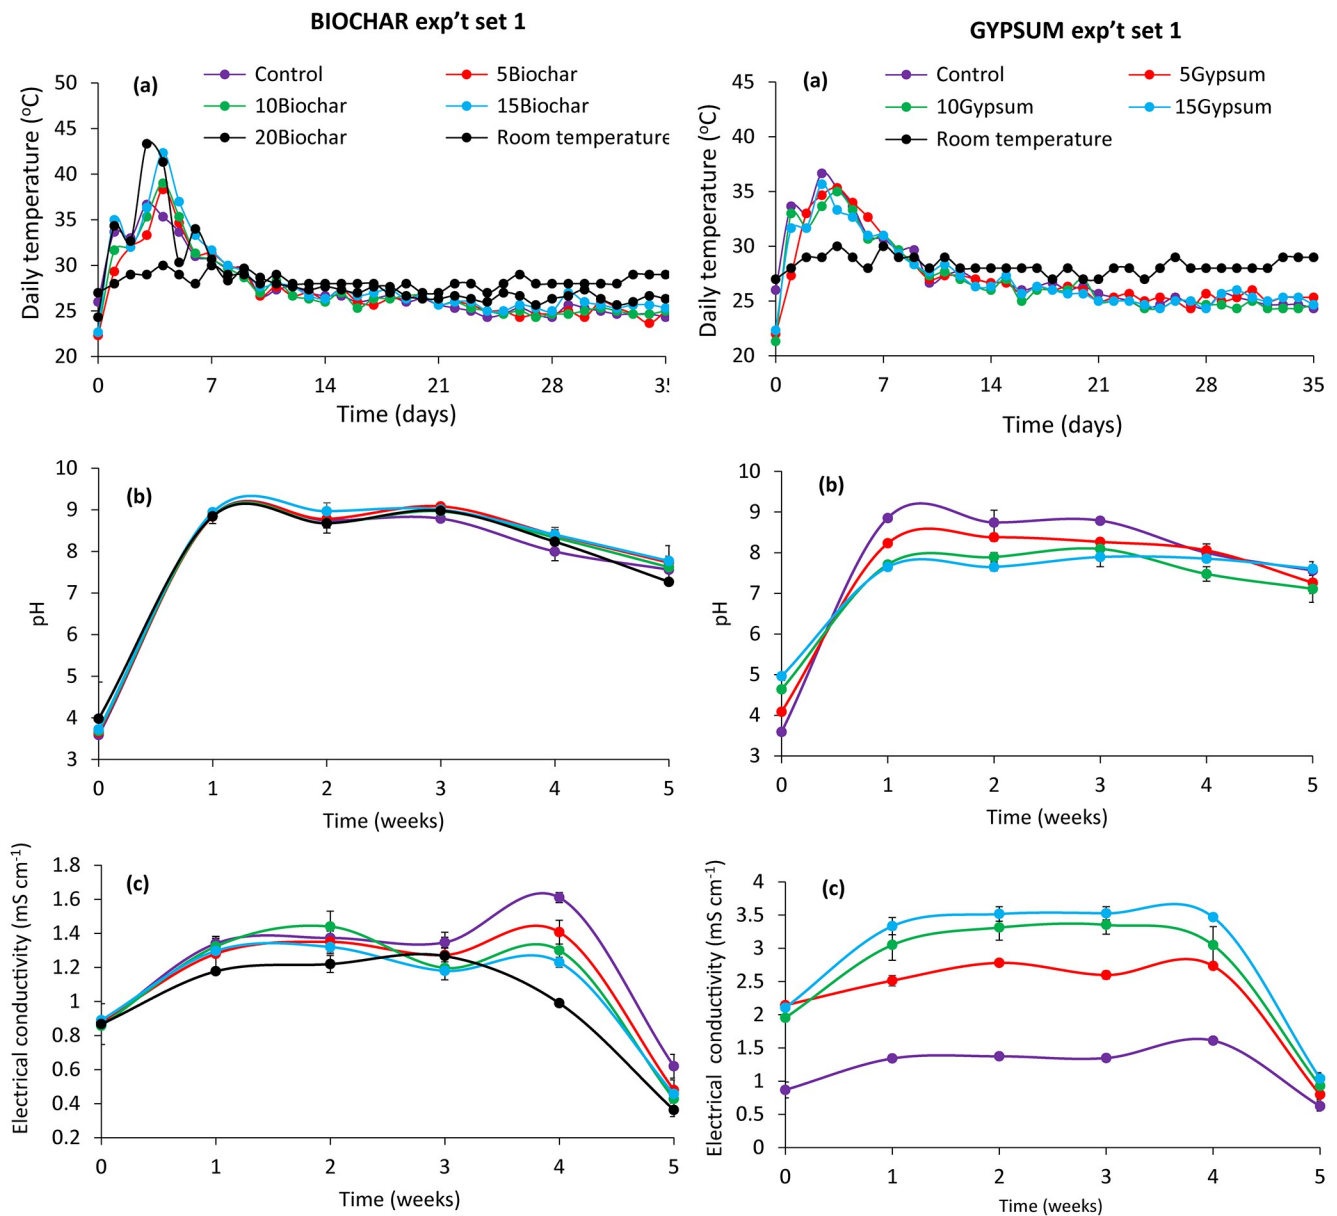 BIOCHAR exp’t set 1
GYPSUM exp’t set 1
(a)
Control
5Biochar
10Biochar
15Biochar
20Biochar
Room temperature
Daily temperature (°C)
50
45
40
35
30
25
20
0 7 14 21 28 35
Time (days)
(a)
Control
5Gypsum
10Gypsum
15Gypsum
Room temperature
Daily temperature (°C)
45
40
35
30
25
20
0 7 14 21 28 35
Time (days)
(b)
pH
10
9
8
7
6
5
4
3
0 1 2 3 4 5
Time (weeks)
(b)
pH
10
9
8
7
6
5
4
3
0 1 2 3 4 5
Time (weeks)
(c)
Electrical conductivity (mS cm⁻¹)
1.8
1.6
1.4
1.2
1
0.8
0.6
0.4
0.2
0 1 2 3 4 5
Time (weeks)
(c)
Electrical conductivity (mS cm⁻¹)
4
3.5
3
2.5
2
1.5
1
0.5
0
0 1 2 3 4 5
Time (weeks)